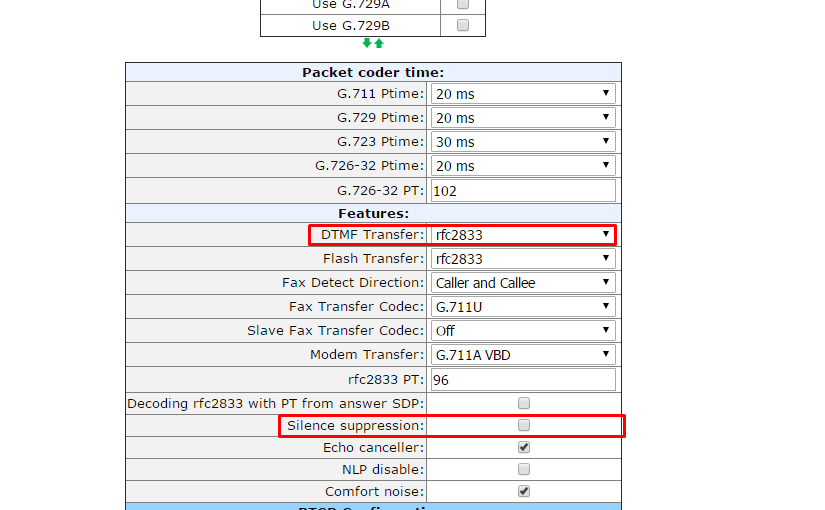 Use G.729A
Use G.729B
Packet coder time:
G.711 Ptime: 20 ms
G.729 Ptime: 20 ms
G.723 Ptime: 30 ms
G.726-32 Ptime: 20 ms
G.726-32 PT: 102
Features:
DTMF Transfer: rfc2833
Flash Transfer: rfc2833
Fax Detect Direction: Caller and Callee
Fax Transfer Codec: G.711U
Slave Fax Transfer Codec: Off
Modem Transfer: G.711A VBD
rfc2833 PT: 96
Decoding rfc2833 with PT from answer SDP:
Silence suppression:
Echo canceller:
NLP disable:
Comfort noise: